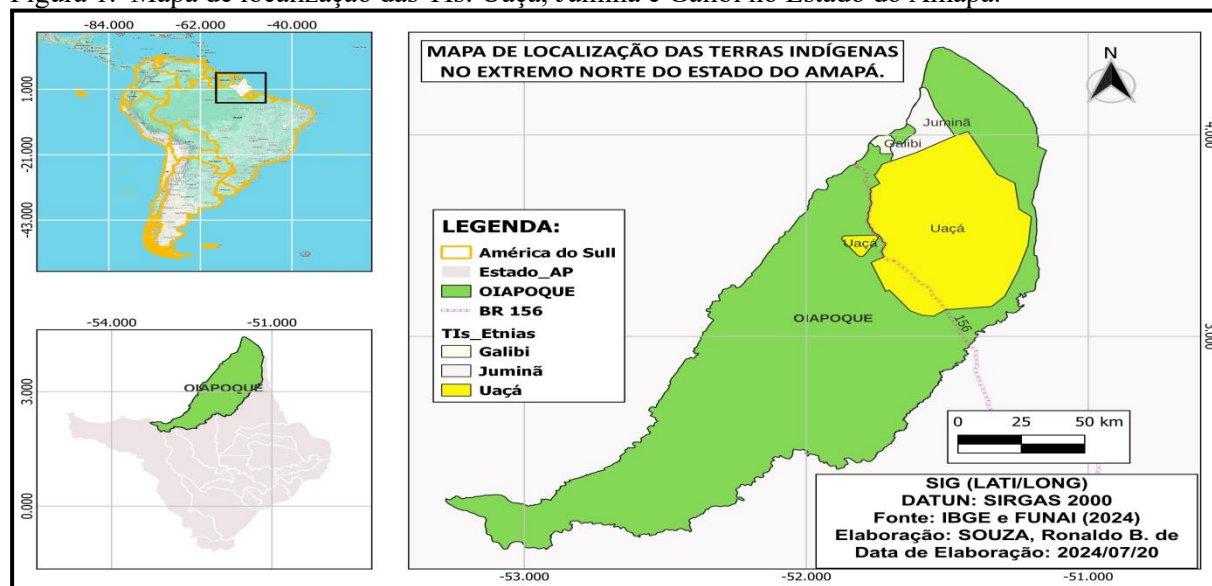 Figura 1: Mapa de localização das TIs: Uaçá, Juminã e Galibi no Estado do Amapá.
-84.000 -62.000 -40.000
1.000
-21.000
-43.000
-54.000 -51.000
3.000
0.000
OIAPOQUE
MAPA DE LOCALIZAÇÃO DAS TERRAS INDÍGENAS
NO EXTREMO NORTE DO ESTADO DO AMAPÁ.
N
Juminã
Galibi
Uaçá
Uaçá
OIAPOQUE
156
4.000
3.000
LEGENDA:
América do Sull
Estado_AP
OIAPOQUE
BR 156
TIs_Etnias
Galibi
Juminã
Uaçá
0 25 50 km
SIG (LATI/LONG)
DATUN: SIRGAS 2000
Fonte: IBGE e FUNAI (2024)
Elaboração: SOUZA, Ronaldo B. de
Data de Elaboração: 2024/07/20
-53.000 -52.000 -51.000